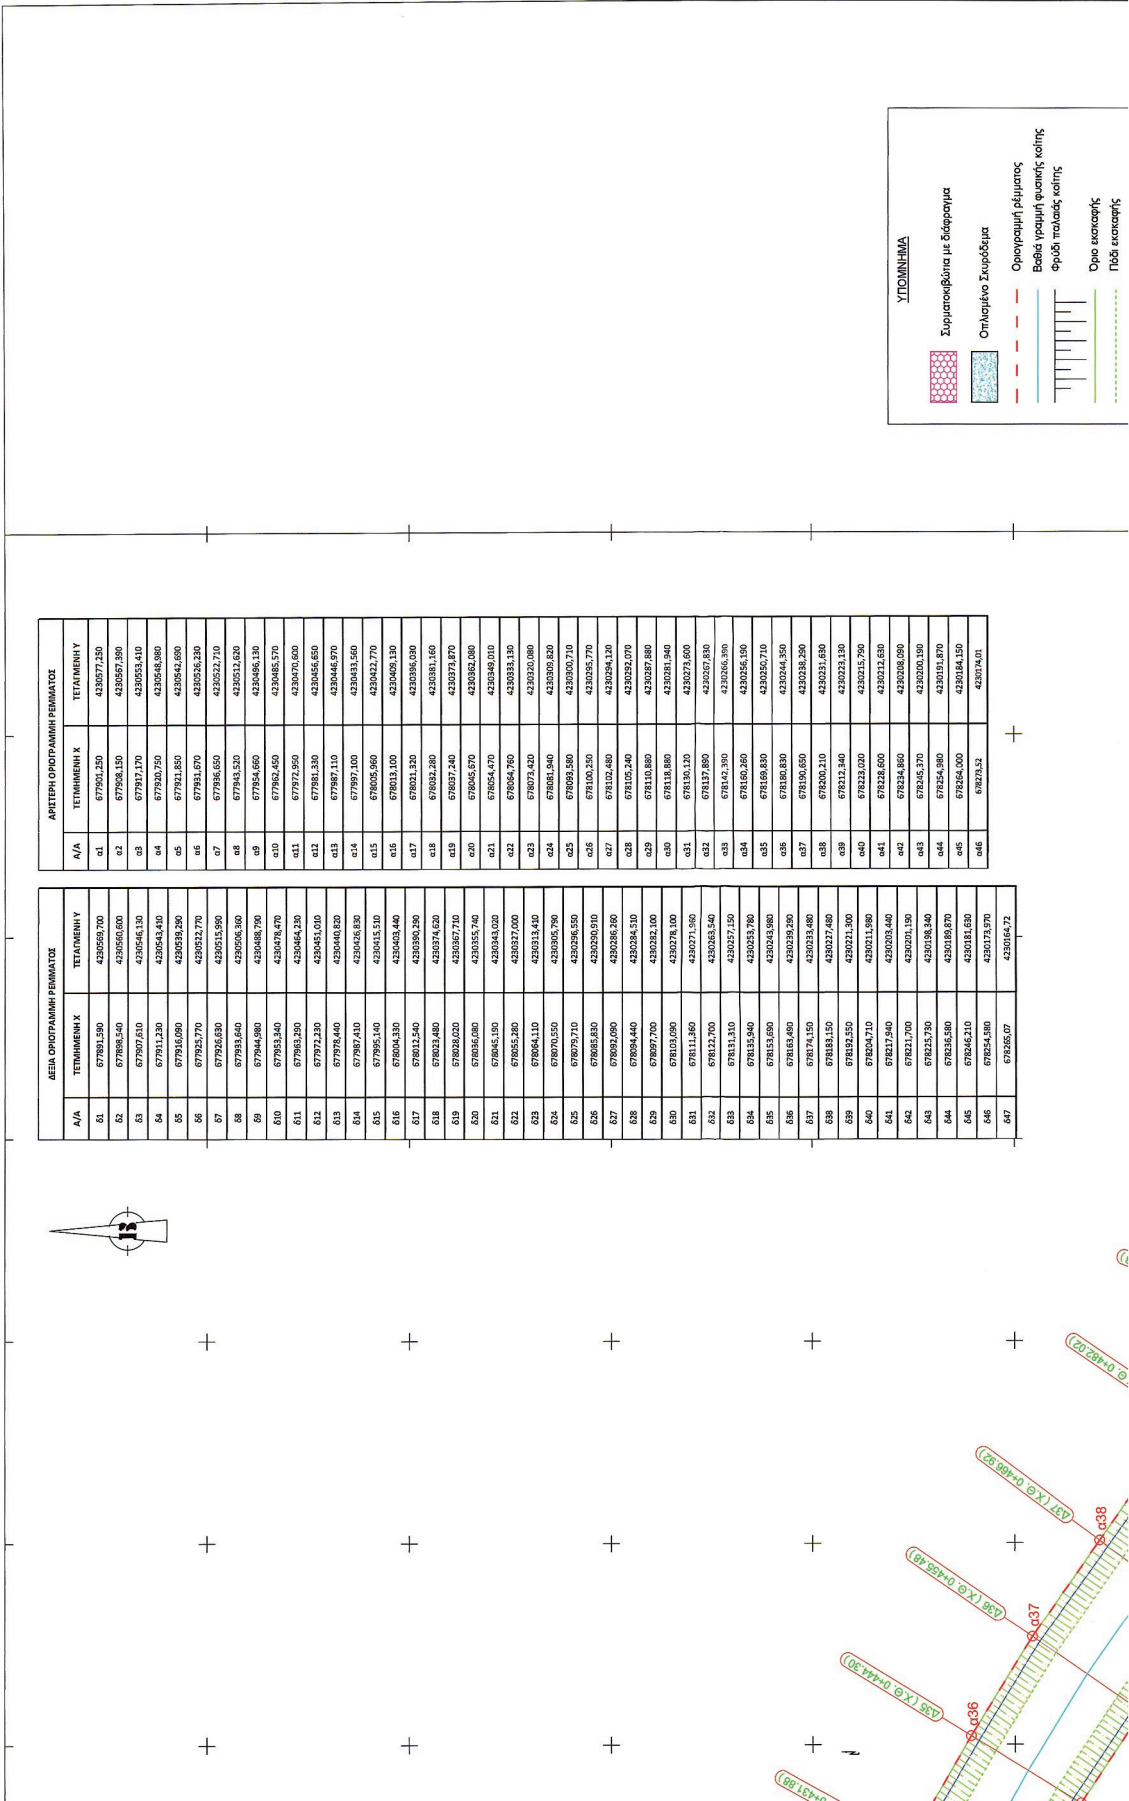 ΔΕΞΙΑ ΟΡΙΟΓΡΑΜΜΗ ΡΕΜΜΑΤΟΣ
Α/Α ΤΕΤΜΗΜΕΝΗ Χ ΤΕΤΑΓΜΕΝΗ Υ
δ1 677891,590 4230569,700
δ2 677898,540 4230560,600
δ3 677907,610 4230546,130
δ4 677911,230 4230543,410
δ5 677916,090 4230539,290
δ6 677925,770 4230522,770
δ7 677926,630 4230515,990
δ8 677933,640 4230506,360
δ9 677944,980 4230488,790
δ10 677953,340 4230478,470
δ11 677963,290 4230464,230
δ12 677972,230 4230451,010
δ13 677978,440 4230440,820
δ14 677987,410 4230426,830
δ15 677995,140 4230415,510
δ16 678004,330 4230403,440
δ17 678012,540 4230390,290
δ18 678023,480 4230374,620
δ19 678028,020 4230367,710
δ20 678036,080 4230355,740
δ21 678045,190 4230343,020
δ22 678055,280 4230327,000
δ23 678064,110 4230313,410
δ24 678070,550 4230305,790
δ25 678079,710 4230296,550
δ26 678085,830 4230290,910
δ27 678092,090 4230286,260
δ28 678094,440 4230284,510
δ29 678097,700 4230282,100
δ30 678103,090 4230278,100
δ31 678111,360 4230271,960
δ32 678122,700 4230263,540
δ33 678131,310 4230257,150
δ34 678135,940 4230253,780
δ35 678153,690 4230243,980
δ36 678163,490 4230239,290
δ37 678174,150 4230233,480
δ38 678183,150 4230227,480
δ39 678192,550 4230221,300
δ40 678204,710 4230211,980
δ41 678217,940 4230203,440
δ42 678221,700 4230201,190
δ43 678225,730 4230198,340
δ44 678236,580 4230189,870
δ45 678246,210 4230181,630
δ46 678254,580 4230173,970
δ47 678265,07 4230164,72
ΑΡΙΣΤΕΡΗ ΟΡΙΟΓΡΑΜΜΗ ΡΕΜΜΑΤΟΣ
Α/Α ΤΕΤΜΗΜΕΝΗ Χ ΤΕΤΑΓΜΕΝΗ Υ
α1 677901,250 4230577,250
α2 677908,150 4230567,390
α3 677917,170 4230553,410
α4 677920,750 4230548,980
α5 677921,850 4230542,690
α6 677931,670 4230526,230
α7 677936,650 4230522,710
α8 677943,520 4230512,620
α9 677954,660 4230496,130
α10 677962,450 4230485,570
α11 677972,950 4230470,600
α12 677981,330 4230456,650
α13 677987,110 4230446,970
α14 677997,100 4230433,560
α15 678005,960 4230422,770
α16 678013,100 4230409,130
α17 678021,320 4230396,030
α18 678032,280 4230381,160
α19 678037,240 4230373,870
α20 678045,670 4230362,080
α21 678054,470 4230349,010
α22 678064,760 4230333,130
α23 678073,420 4230320,080
α24 678081,940 4230309,820
α25 678093,580 4230300,710
α26 678100,250 4230295,770
α27 678102,480 4230294,120
α28 678105,240 4230292,070
α29 678110,880 4230287,880
α30 678118,880 4230281,940
α31 678130,120 4230273,600
α32 678137,890 4230267,830
α33 678142,390 4230266,390
α34 678160,260 4230256,190
α35 678169,830 4230250,710
α36 678180,830 4230244,350
α37 678190,650 4230238,290
α38 678200,210 4230231,630
α39 678212,340 4230223,130
α40 678223,020 4230215,790
α41 678228,600 4230212,630
α42 678234,860 4230208,090
α43 678245,370 4230200,190
α44 678254,980 4230191,870
α45 678264,000 4230184,150
α46 678273,52 4230174,01
ΥΠΟΜΝΗΜΑ
Συρματοκιβώτια με διάφραγμα
Οπλισμένο Σκυρόδεμα
Οριογραμμή ρέμματος
Βαθιά γραμμή φυσικής κοίτης
Φρύδι παλαιάς κοίτης
Όριο εκσκαφής
Πόδι εκσκαφής
0+431.88)
Δ35 (Χ.Θ. 0+444.30)
Δ36 (Χ.Θ. 0+455.48)
Δ37 (Χ.Θ. 0+466.92)
Θ. 0+482.02)
α36
α37
α38